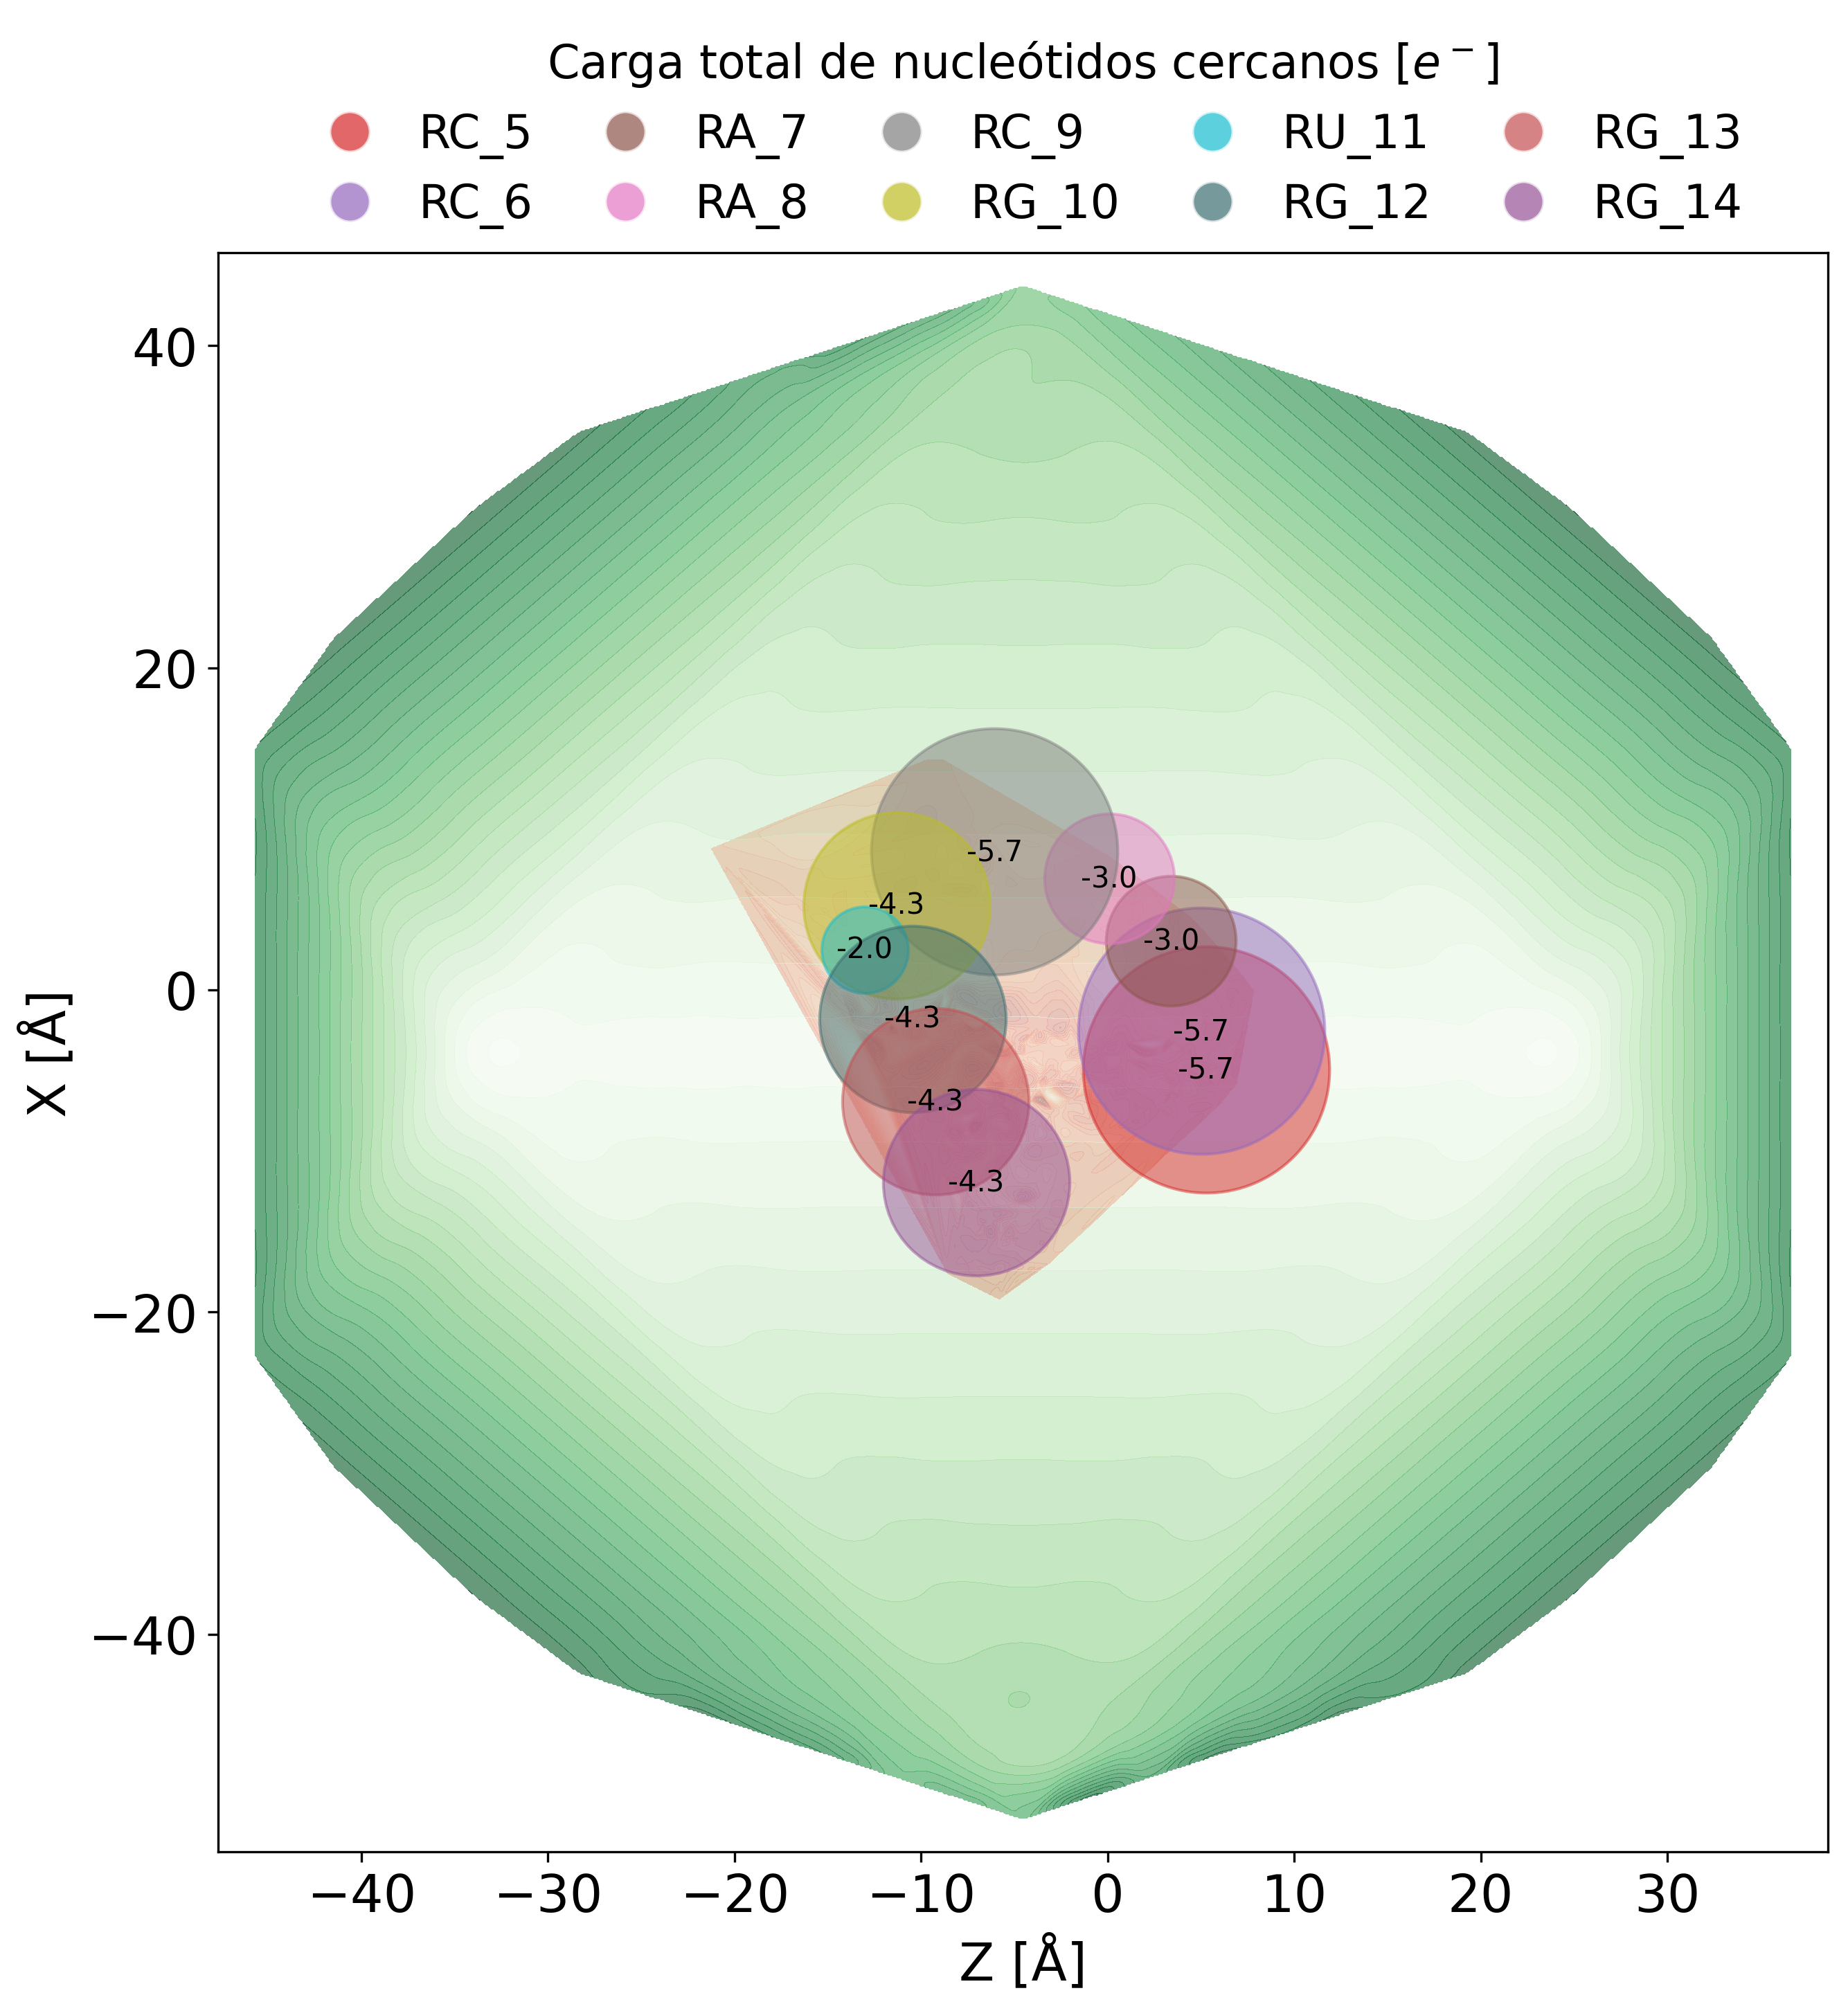 Carga total de nucleótidos cercanos [e⁻]
RC_5 RA_7 RC_9 RU_11 RG_13
RC_6 RA_8 RG_10 RG_12 RG_14
40
20
0
−20
−40
X [Å]
-5.7
-3.0
-4.3
-3.0
-2.0
-4.3
-5.7
-5.7
-4.3
-4.3
−40 −30 −20 −10 0 10 20 30
Z [Å]